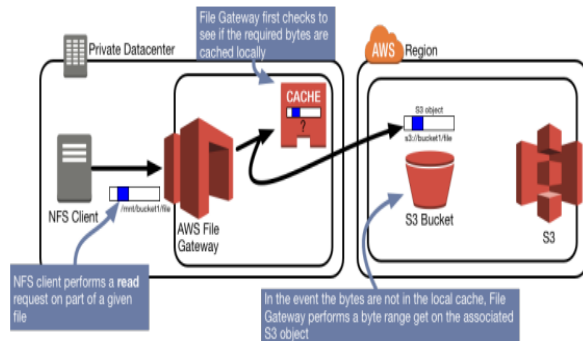 File Gateway first checks to
see if the required bytes are
cached locally
Private Datacenter
AWS
Region
CACHE
?
S3 object
s3://bucket1/file
NFS Client
/mnt/bucket1/file
AWS File
Gateway
S3 Bucket
S3
NFS client performs a read
request on part of a given
file
In the event the bytes are not in the local cache, File
Gateway performs a byte range get on the associated
S3 object